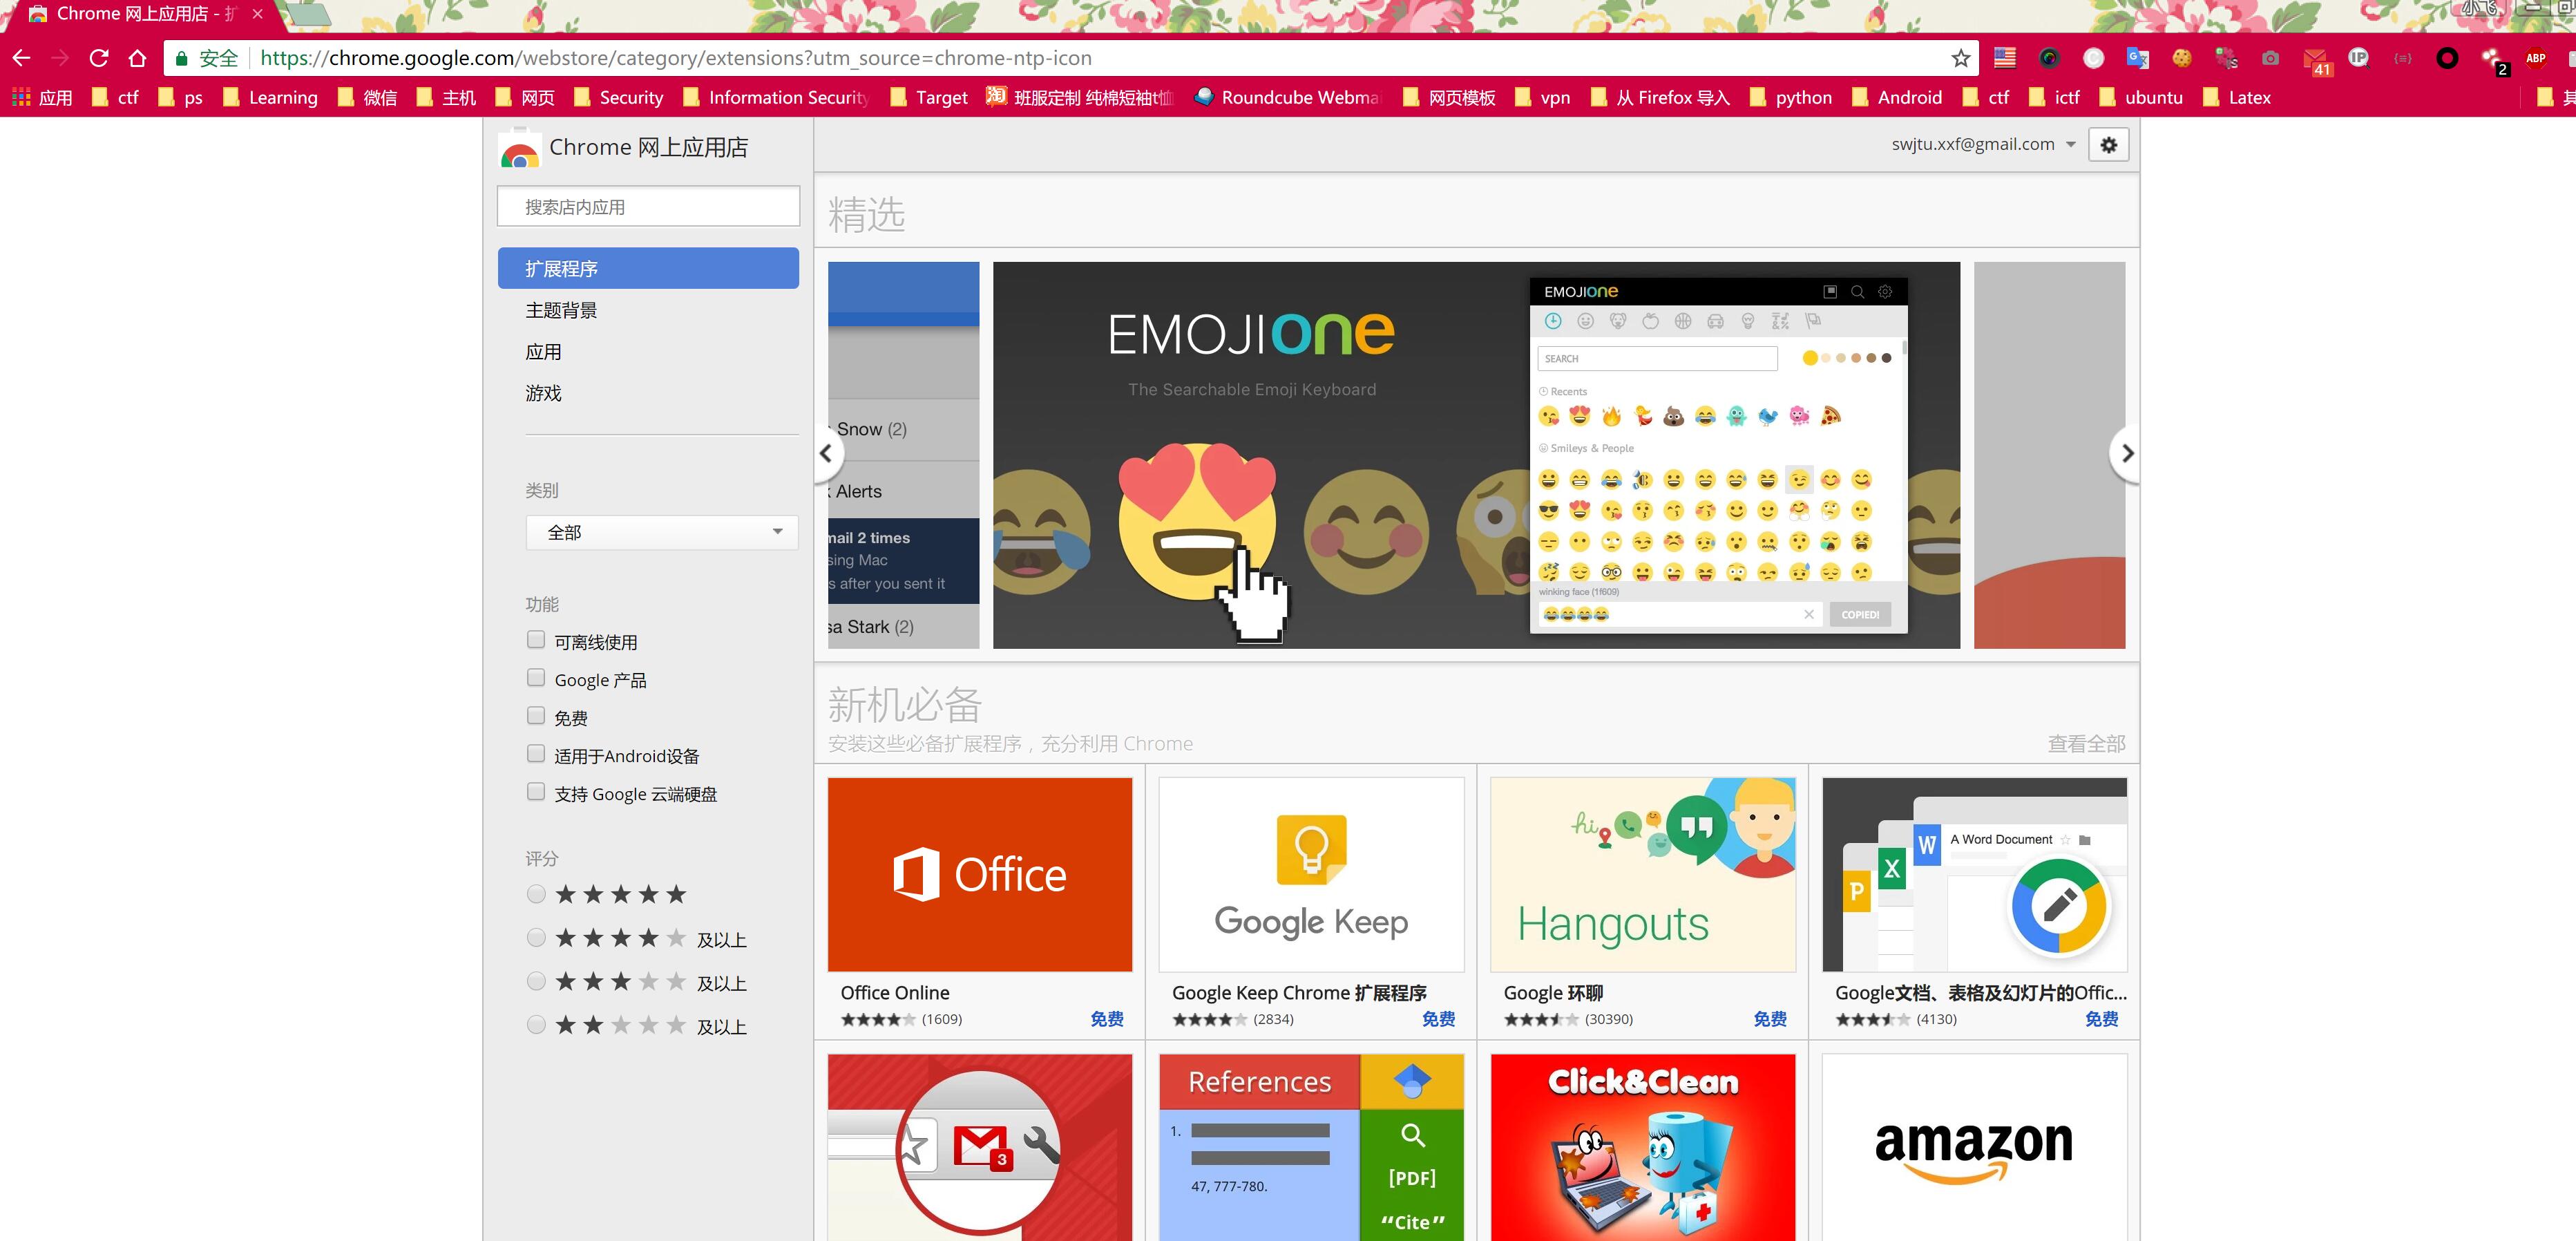 Chrome 网上应用店 - 扩
小飞
安全 https://chrome.google.com/webstore/category/extensions?utm_source=chrome-ntp-icon
41 IP 2 ABP
应用 ctf ps Learning 微信 主机 网页 Security Information Security Target 淘 班服定制 纯棉短袖t恤 Roundcube Webma 网页模板 vpn 从 Firefox 导入 python Android ctf ictf ubuntu Latex 其
Chrome 网上应用店
swjtu.xxf@gmail.com
搜索店内应用
扩展程序
主题背景
应用
游戏
类别
全部
功能
可离线使用
Google 产品
免费
适用于Android设备
支持 Google 云端硬盘
评分
及以上
及以上
及以上
精选
Snow (2)
Alerts
mail 2 times
sing Mac
s after you sent it
sa Stark (2)
EMOJIone
The Searchable Emoji Keyboard
EMOJIone
SEARCH
Recents
Smileys & People
winking face (1f609)
COPIED!
新机必备
安装这些必备扩展程序，充分利用 Chrome
查看全部
Office
Office Online
(1609) 免费
Google Keep
Google Keep Chrome 扩展程序
(2834) 免费
hi
Hangouts
Google 环聊
(30390) 免费
A Word Document
W
X
P
Google文档、表格及幻灯片的Offic...
(4130) 免费
3
References
1.
47, 777-780.
[PDF]
“Cite”
Click&Clean
amazon